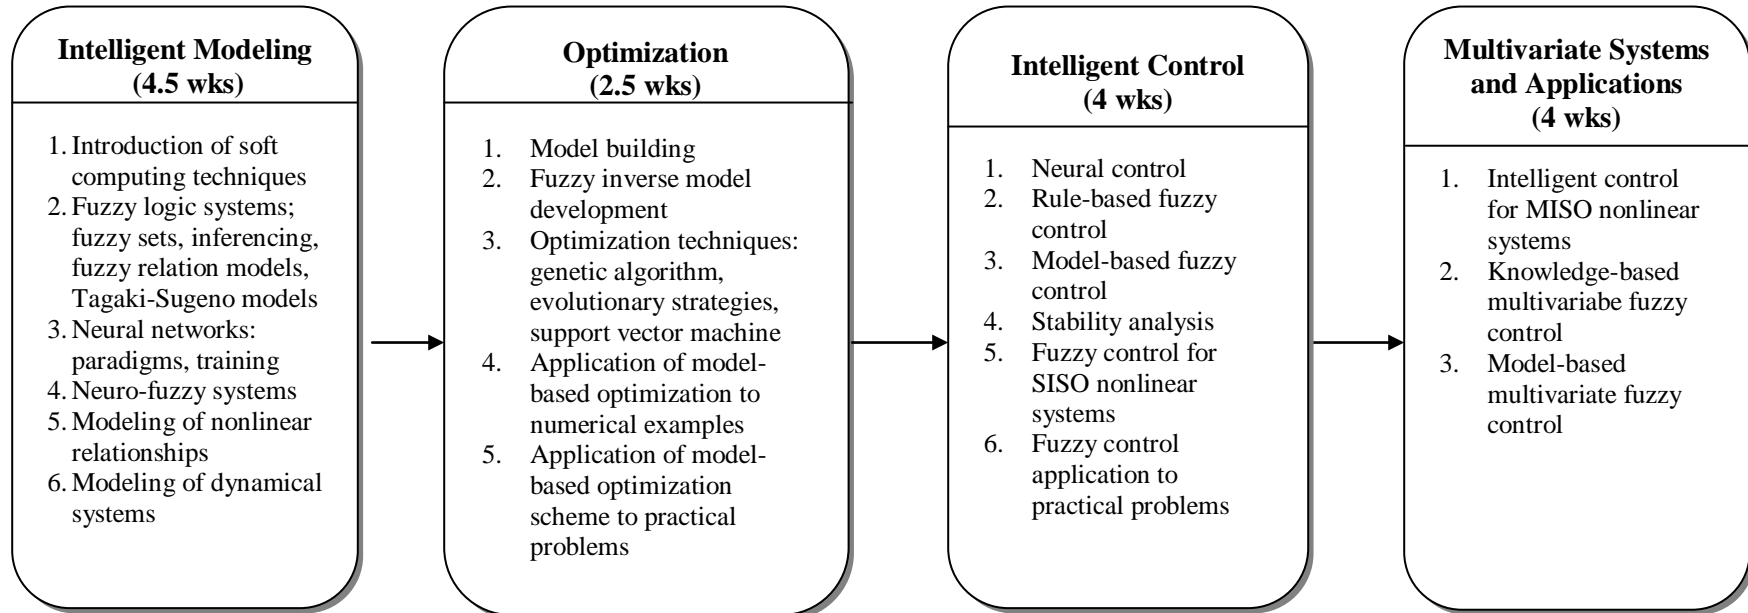 Intelligent Modeling
(4.5 wks)
1. Introduction of soft
computing techniques
2. Fuzzy logic systems;
fuzzy sets, inferencing,
fuzzy relation models,
Tagaki-Sugeno models
3. Neural networks:
paradigms, training
4. Neuro-fuzzy systems
5. Modeling of nonlinear
relationships
6. Modeling of dynamical
systems
Optimization
(2.5 wks)
1. Model building
2. Fuzzy inverse model
development
3. Optimization techniques:
genetic algorithm,
evolutionary strategies,
support vector machine
4. Application of model-
based optimization to
numerical examples
5. Application of model-
based optimization
scheme to practical
problems
Intelligent Control
(4 wks)
1. Neural control
2. Rule-based fuzzy
control
3. Model-based fuzzy
control
4. Stability analysis
5. Fuzzy control for
SISO nonlinear
systems
6. Fuzzy control
application to
practical problems
Multivariate Systems
and Applications
(4 wks)
1. Intelligent control
for MISO nonlinear
systems
2. Knowledge-based
multivariabe fuzzy
control
3. Model-based
multivariate fuzzy
control